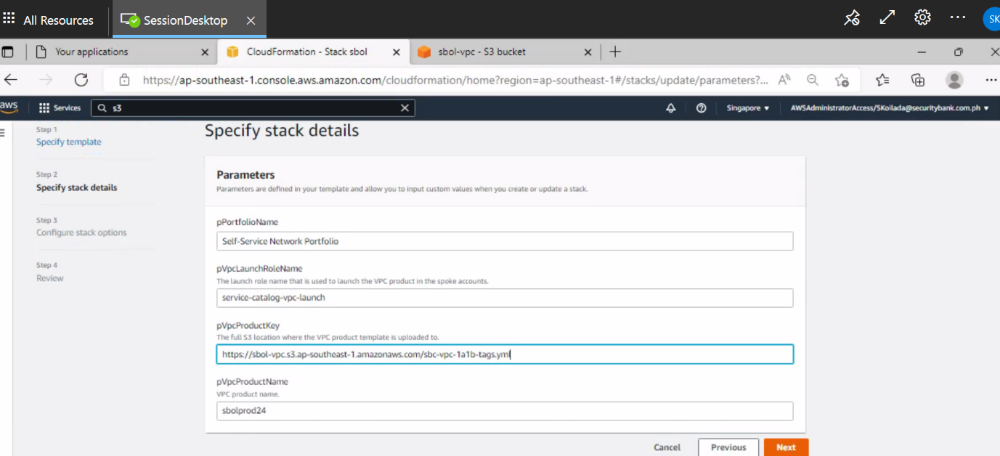 All Resources
SessionDesktop
SK
Your applications
CloudFormation - Stack sbol
sbol-vpc - S3 bucket
https://ap-southeast-1.console.aws.amazon.com/cloudformation/home?region=ap-southeast-1#/stacks/update/parameters?...
aws
Services
s3
Singapore
AWSAdministratorAccess/SKoilada@securitybank.com.ph
Step 1
Specify template
Step 2
Specify stack details
Step 3
Configure stack options
Step 4
Review
Specify stack details
Parameters
Parameters are defined in your template and allow you to input custom values when you create or update a stack.
pPortfolioName
Self-Service Network Portfolio
pVpcLaunchRoleName
The launch role name that is used to launch the VPC product in the spoke accounts.
service-catalog-vpc-launch
pVpcProductKey
The full S3 location where the VPC product template is uploaded to.
https://sbol-vpc.s3.ap-southeast-1.amazonaws.com/sbc-vpc-1a1b-tags.yml
pVpcProductName
VPC product name.
sbolprod24
Cancel
Previous
Next